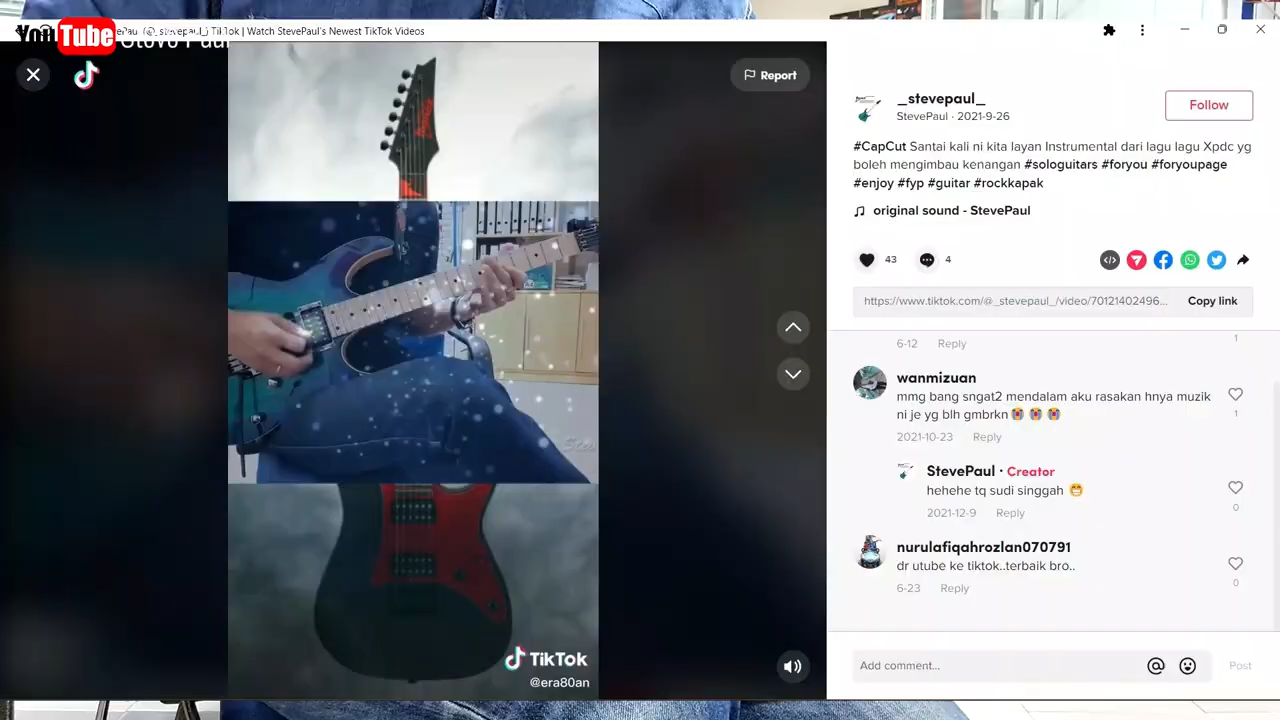 YouTube
(@_stevepaul_) TikTok | Watch StevePaul's Newest TikTok Videos
Report
TikTok
@era80an
_stevepaul_
StevePaul · 2021-9-26
Follow
#CapCut Santai kali ni kita layan Instrumental dari lagu lagu Xpdc yg
boleh mengimbau kenangan #sologuitars #foryou #foryoupage
#enjoy #fyp #guitar #rockkapak
original sound - StevePaul
43
4
https://www.tiktok.com/@_stevepaul_/video/70121402496...
Copy link
6-12 Reply
1
wanmizuan
mmg bang sngat2 mendalam aku rasakan hnya muzik
ni je yg blh gmbrkn😭 😭 😭
1
2021-10-23 Reply
StevePaul · Creator
hehehe tq sudi singgah 😁
0
2021-12-9 Reply
nurulafiqahrozlan070791
dr utube ke tiktok..terbaik bro..
0
6-23 Reply
Add comment...
Post